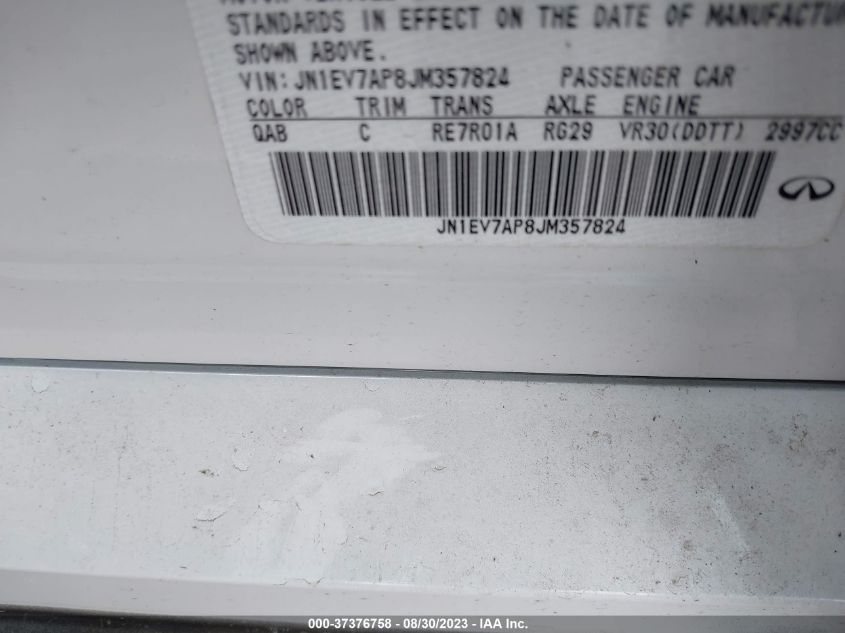 STANDARDS IN EFFECT ON THE DATE OF MANUFACTUR
SHOWN ABOVE.
VIN: JN1EV7AP8JM357824 PASSENGER CAR
COLOR TRIM TRANS AXLE ENGINE
QAB C RE7R01A RG29 VR30(DDTT) 2997CC
JN1EV7AP8JM357824
000-37376758 - 08/30/2023 - IAA Inc.